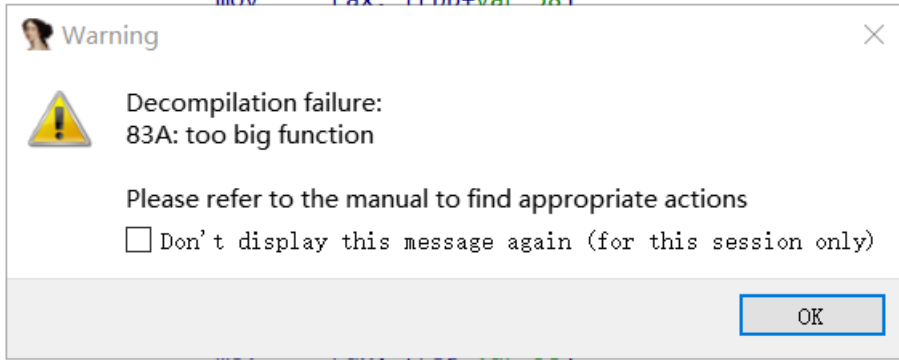 Warning
Decompilation failure:
83A: too big function
Please refer to the manual to find appropriate actions
Don't display this message again (for this session only)
OK